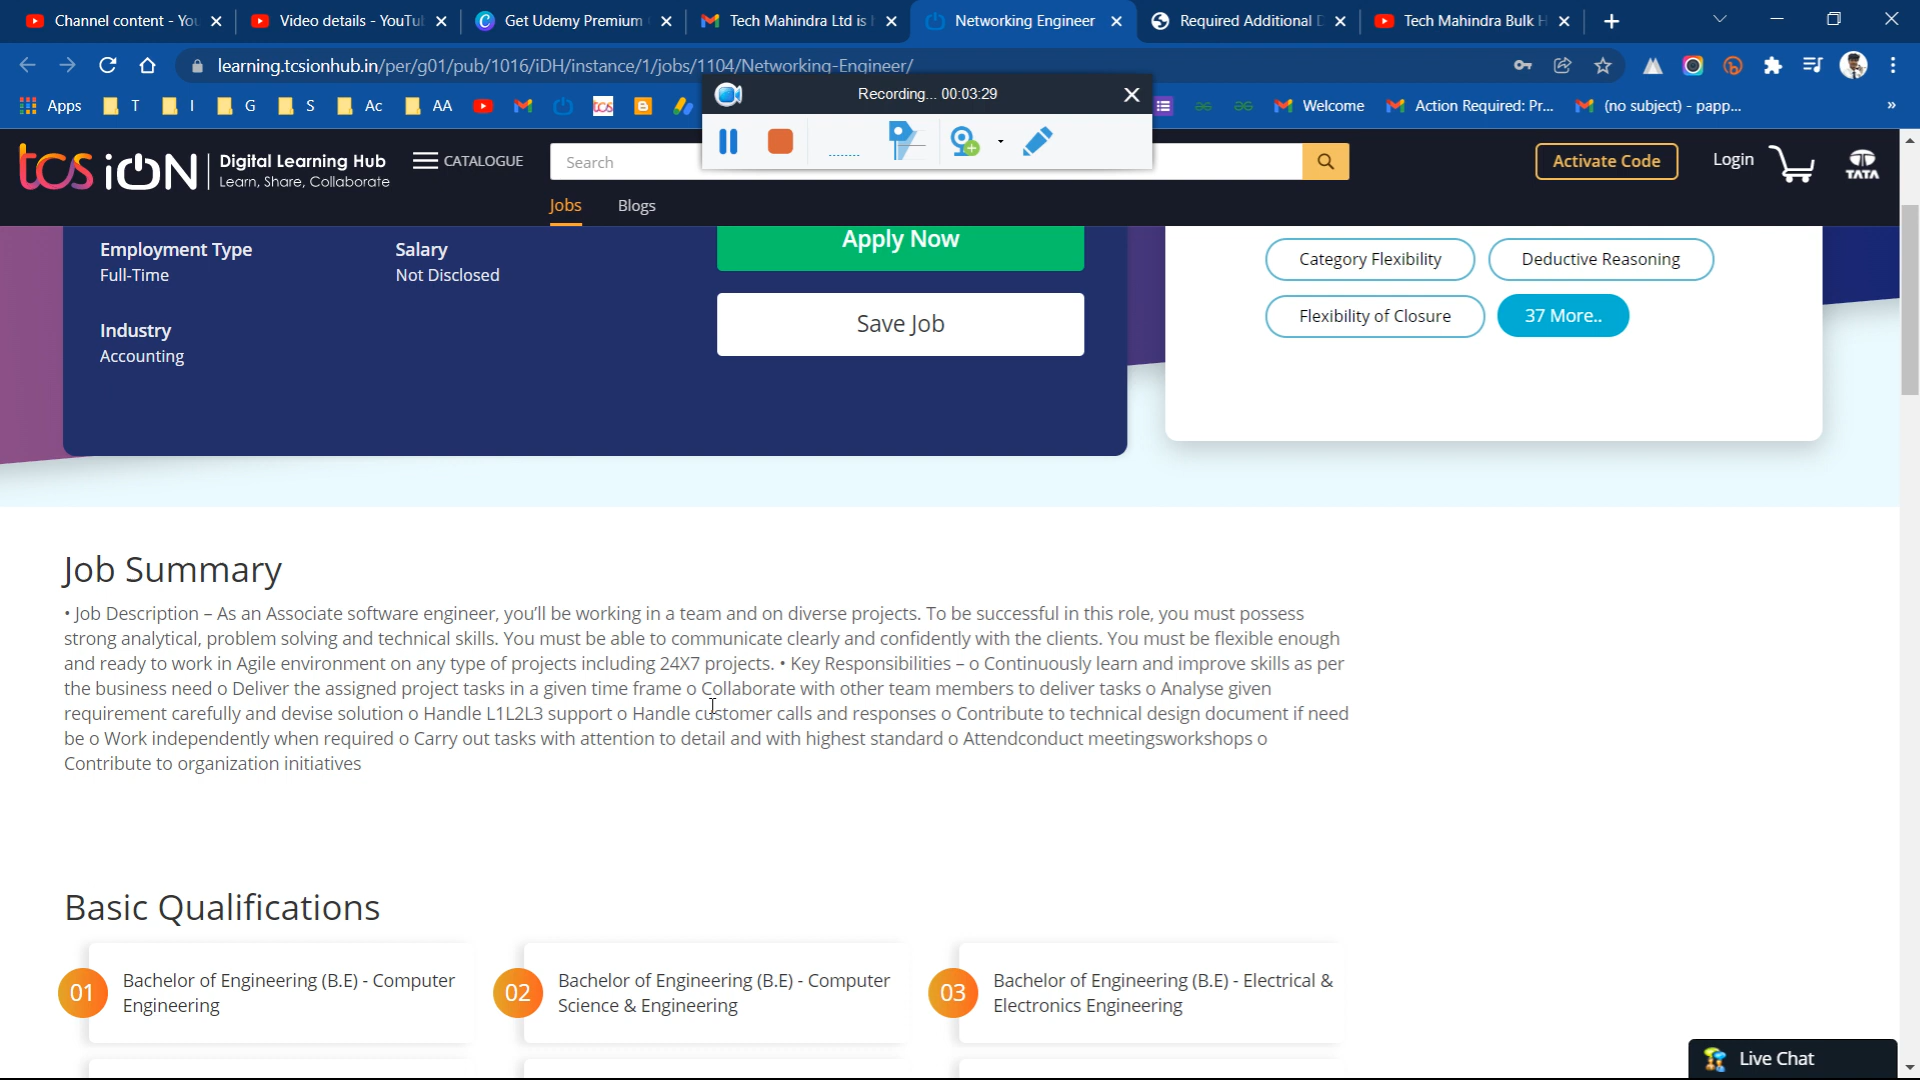 Channel content - You
Video details - YouTu
Get Udemy Premium
Tech Mahindra Ltd is
Networking Engineer
Required Additional D
Tech Mahindra Bulk H
learning.tcsionhub.in/per/g01/pub/1016/iDH/instance/1/jobs/1104/Networking-Engineer/
Apps T I G S Ac AA
Welcome
Action Required: Pr...
(no subject) - papp...
Recording... 00:03:29
tcs iON Digital Learning Hub
Learn, Share, Collaborate
CATALOGUE
Search
Activate Code
Login
TATA
Jobs
Blogs
Employment Type
Full-Time
Salary
Not Disclosed
Industry
Accounting
Apply Now
Save Job
Category Flexibility
Deductive Reasoning
Flexibility of Closure
37 More..
Job Summary
• Job Description – As an Associate software engineer, you'll be working in a team and on diverse projects. To be successful in this role, you must possess
strong analytical, problem solving and technical skills. You must be able to communicate clearly and confidently with the clients. You must be flexible enough
and ready to work in Agile environment on any type of projects including 24X7 projects. • Key Responsibilities – o Continuously learn and improve skills as per
the business need o Deliver the assigned project tasks in a given time frame o Collaborate with other team members to deliver tasks o Analyse given
requirement carefully and devise solution o Handle L1L2L3 support o Handle customer calls and responses o Contribute to technical design document if need
be o Work independently when required o Carry out tasks with attention to detail and with highest standard o Attendconduct meetingsworkshops o
Contribute to organization initiatives
Basic Qualifications
01
Bachelor of Engineering (B.E) - Computer
Engineering
02
Bachelor of Engineering (B.E) - Computer
Science & Engineering
03
Bachelor of Engineering (B.E) - Electrical &
Electronics Engineering
Live Chat